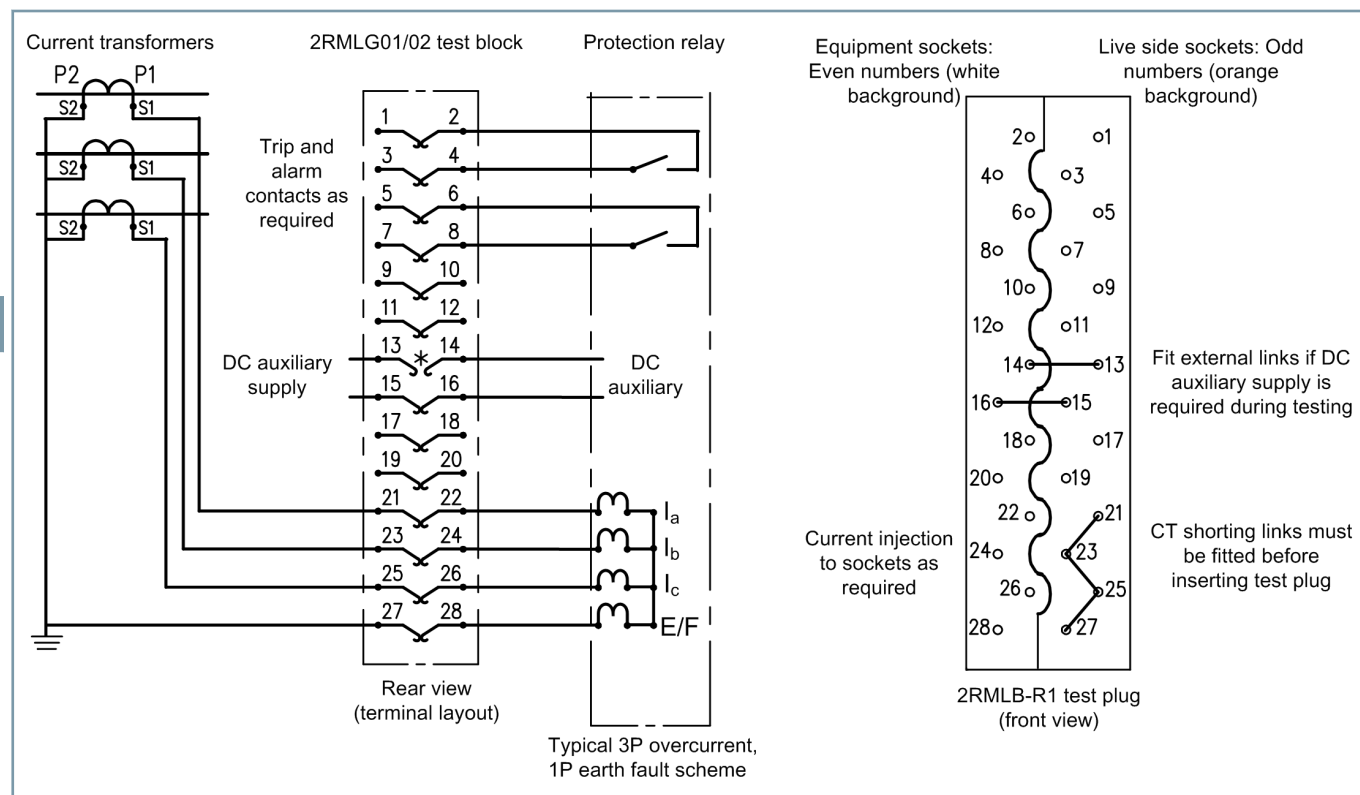 Current transformers
2RMLG01/02 test block
Protection relay
P2 P1
S2 S1
S2 S1
S2 S1
Trip and
alarm
contacts as
required
DC auxiliary
supply
1 2
3 4
5 6
7 8
9 10
11 12
13 * 14
15 16
17 18
19 20
21 22
23 24
25 26
27 28
DC
auxiliary
Ia
Ib
Ic
E/F
Rear view
(terminal layout)
Typical 3P overcurrent,
1P earth fault scheme
Equipment sockets:
Even numbers (white
background)
Live side sockets: Odd
numbers (orange
background)
2 1
4 3
6 5
8 7
10 9
12 11
14 13
16 15
18 17
20 19
22 21
24 23
26 25
28 27
Fit external links if DC
auxiliary supply is
required during testing
Current injection
to sockets as
required
CT shorting links must
be fitted before
inserting test plug
2RMLB-R1 test plug
(front view)